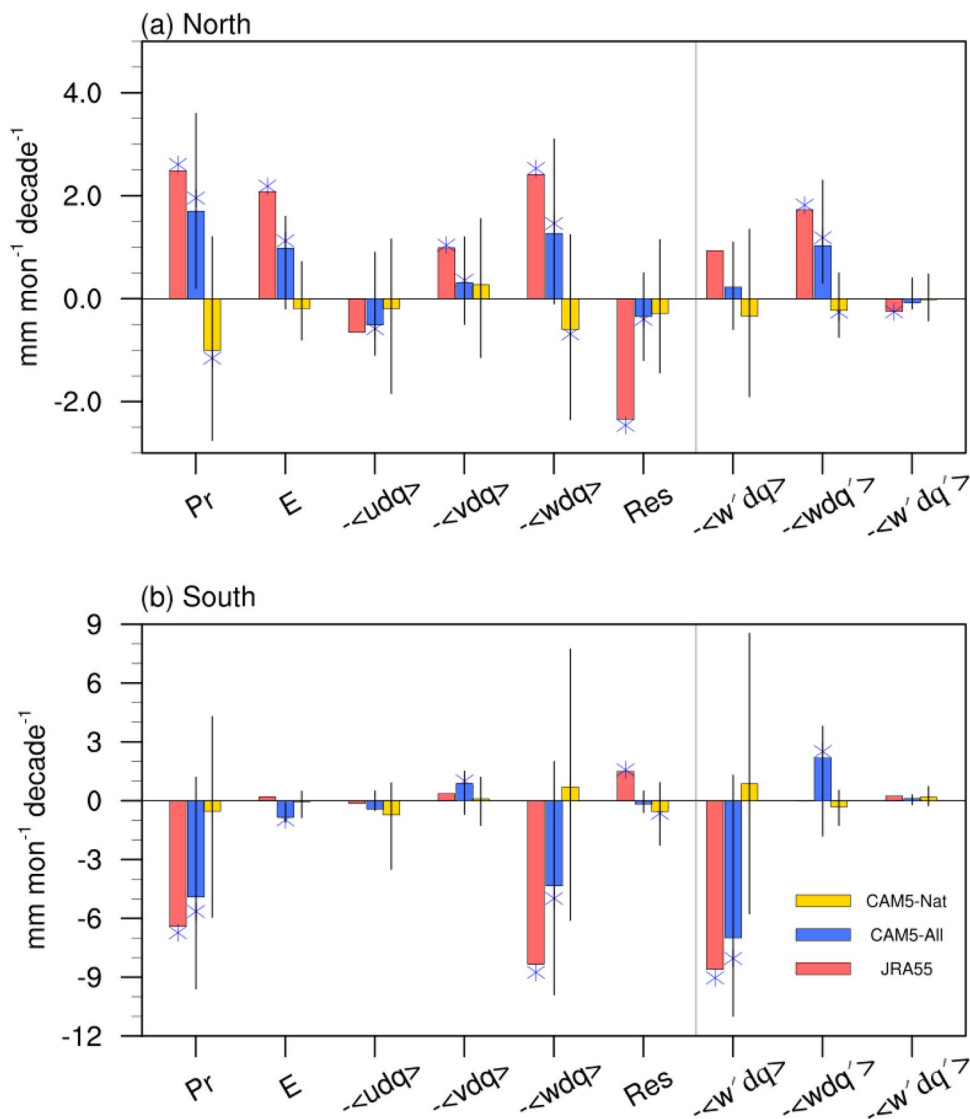 (a) North
mm mon-1 decade-1
4.0
2.0
0.0
-2.0
Pr E -<udq> -<vdq> -<wdq> Res -<w′dq> -<wdq′> -<w′dq′>
(b) South
mm mon-1 decade-1
9
6
3
0
-3
-6
-9
-12
CAM5-Nat
CAM5-All
JRA55
Pr E -<udq> -<vdq> -<wdq> Res -<w′dq> -<wdq′> -<w′dq′>